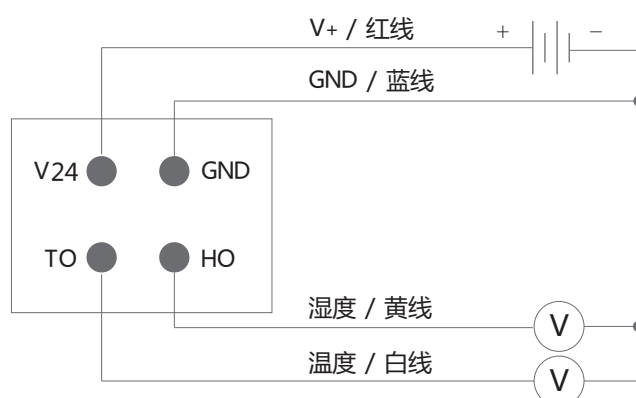 V+ / 红线
+ −
GND / 蓝线
V24 GND
TO HO
湿度 / 黄线
V
温度 / 白线
V